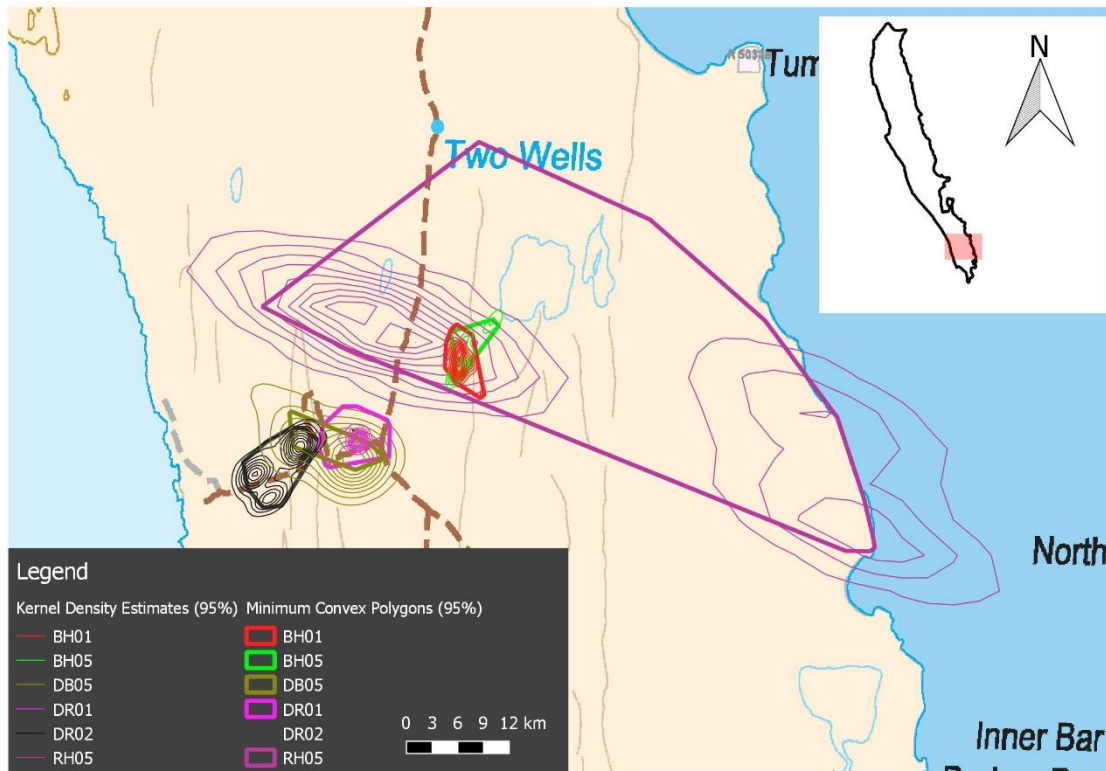 N
Tum
Two Wells
North
Legend
Kernel Density Estimates (95%) Minimum Convex Polygons (95%)
BH01 BH01
BH05 BH05
DB05 DB05
DR01 DR01
DR02 DR02
RH05 RH05
0 3 6 9 12 km
Inner Bar